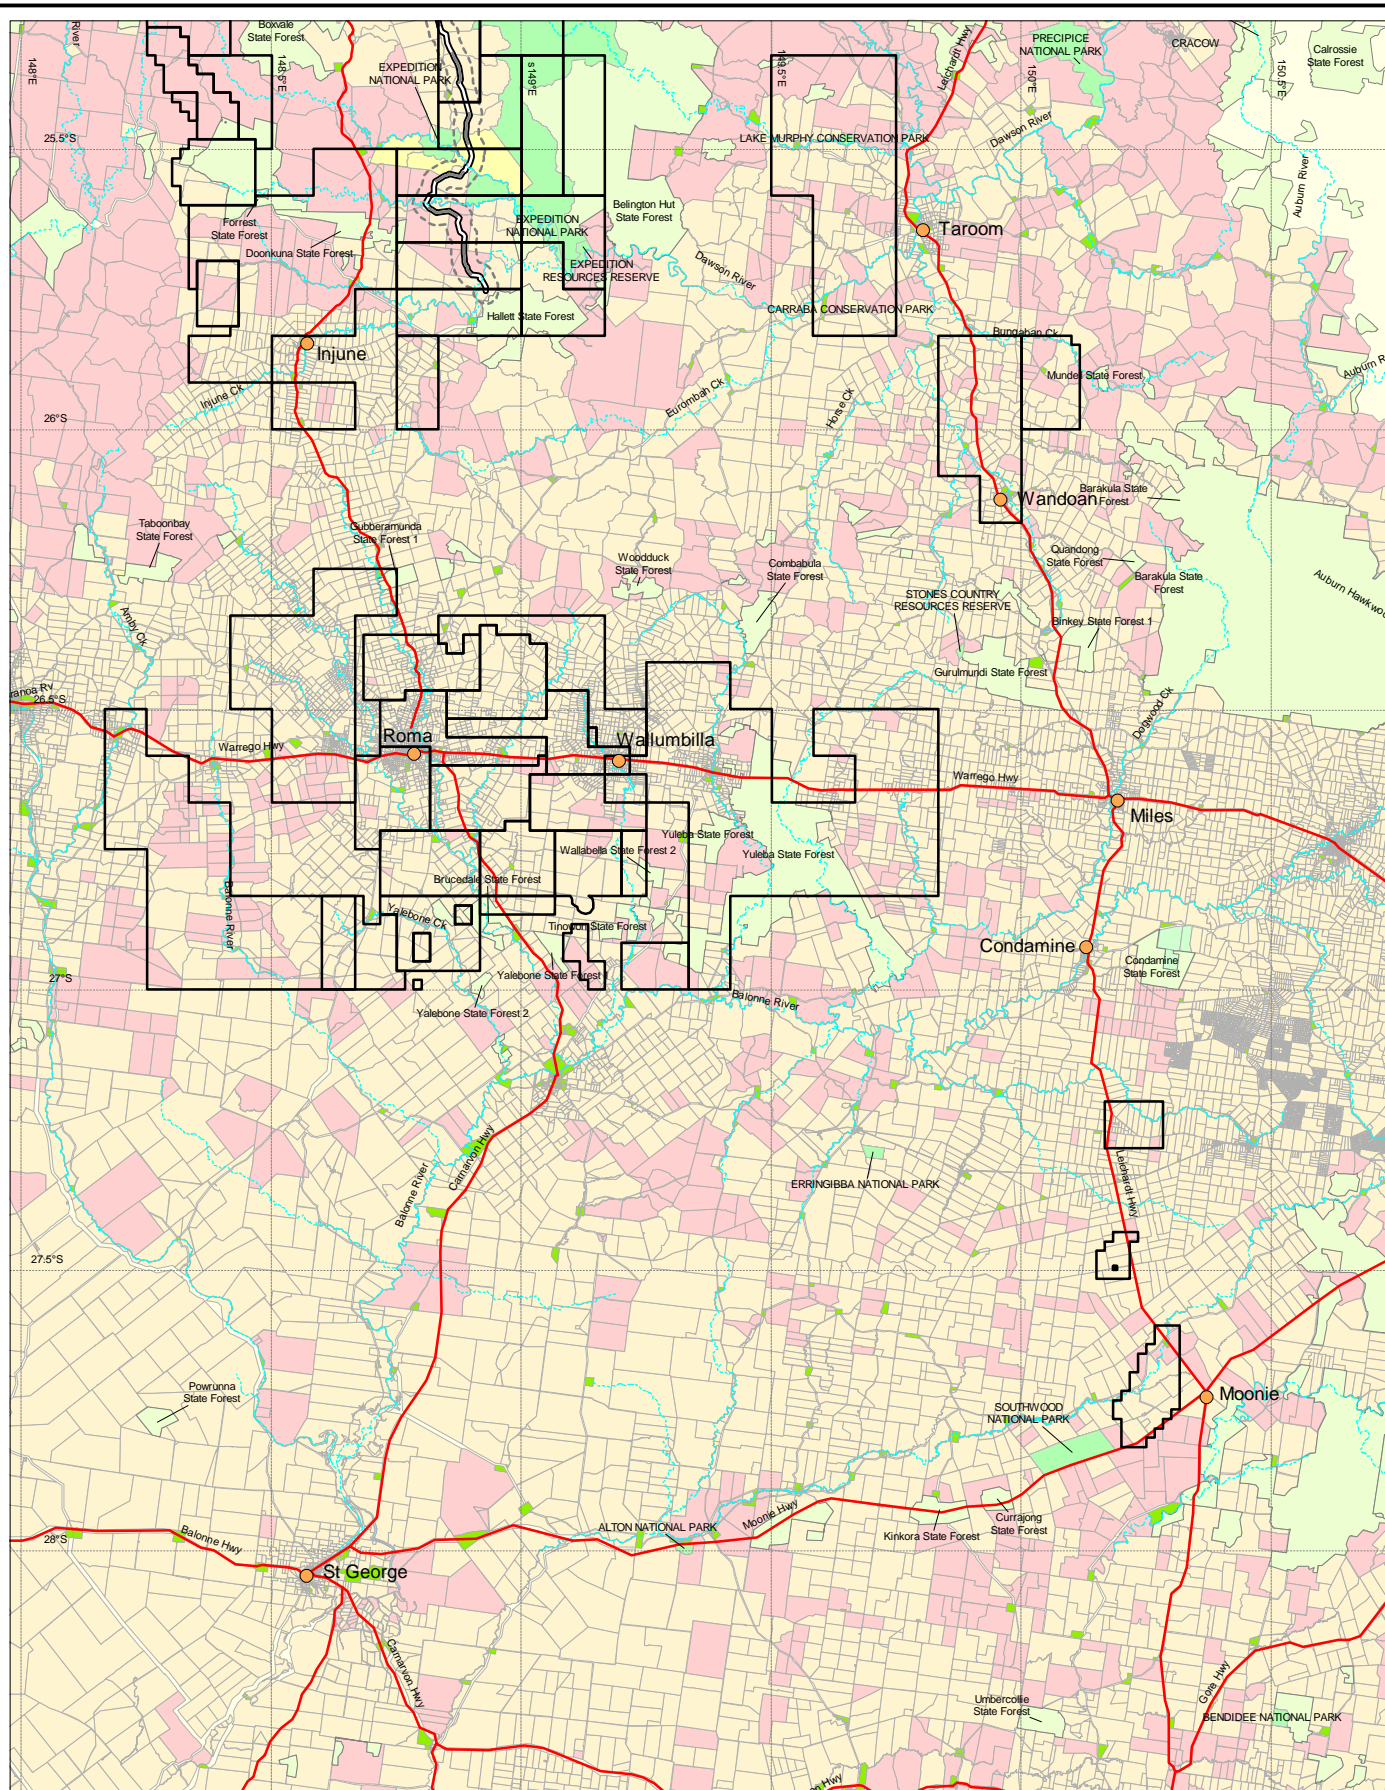 River
Boxvale
State Forest
148°E
148.5°E
EXPEDITION
NATIONAL PARK
s149°E
149.5°E
Leichardt Hwy
150°E
PRECIPICE
NATIONAL PARK
CRACOW
150.5°E
Calrossie
State Forest
25.5°S
LAKE MURPHY CONSERVATION PARK
Dawson River
Auburn River
Forrest
State Forest
Doonkuna State Forest
EXPEDITION
NATIONAL PARK
Belington Hut
State Forest
Taroom
EXPEDITION
RESOURCES RESERVE
Dawson River
Hallett State Forest
CARRABA CONSERVATION PARK
Injune
Bungaban Ck
Mundell State Forest
Auburn R
Injune Ck
Eurombah Ck
Horse Ck
26°S
Wandoan
Barakula State
Forest
Taboonbay
State Forest
Gubberamunda
State Forest 1
Woodduck
State Forest
Combabula
State Forest
Quandong
State Forest
Barakula State
Forest
Auburn Hawkwo
STONES COUNTRY
RESOURCES RESERVE
Binkey State Forest 1
Amby Ck
Gurulmundi State Forest
ranoa Rv
26.5°S
Dogwood Ck
Roma
Wallumbilla
Warrego Hwy
Warrego Hwy
Miles
Yuleba State Forest
Wallabella State Forest 2
Yuleba State Forest
Brucedale State Forest
Balonne River
Yalebone Ck
Tinowon State Forest
Condamine
Condamine
State Forest
27°S
Yalebone State Forest 1
Balonne River
Yalebone State Forest 2
Carnarvon Hwy
Balonne River
ERRINGIBBA NATIONAL PARK
Leichardt Hwy
27.5°S
Powrunna
State Forest
SOUTHWOOD
NATIONAL PARK
Moonie
Moonie Hwy
ALTON NATIONAL PARK
Kinkora State Forest
Currajong
State Forest
Balonne Hwy
28°S
St George
Carnarvon Hwy
Umbercollie
State Forest
Gore Hwy
BENDIDEE NATIONAL PARK
on Hwy